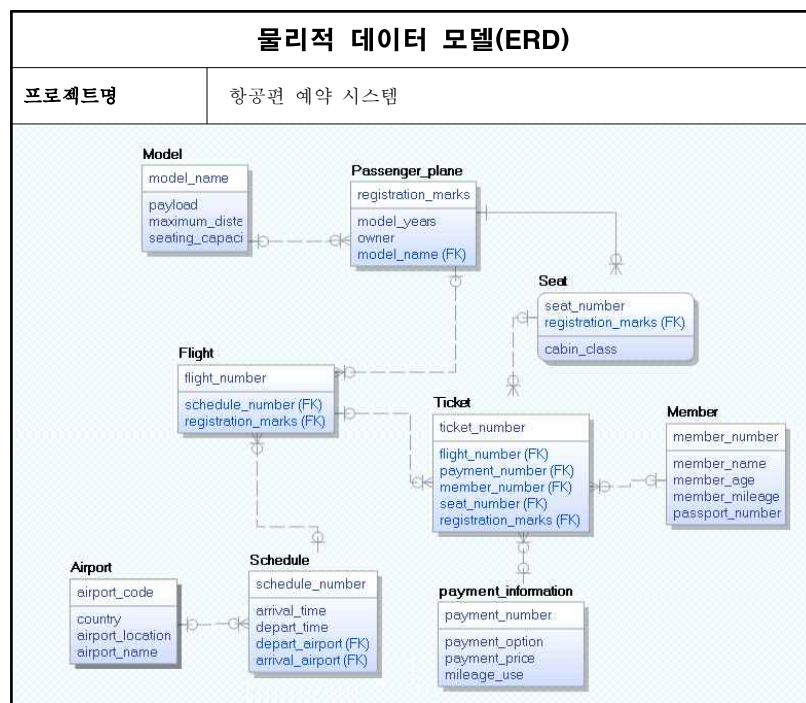 물리적 데이터 모델(ERD)
프로젝트명
항공편 예약 시스템
Model
model_name
payload
maximum_dista
seating_capaci
Passenger_plane
registration_marks
model_years
owner
model_name (FK)
Seat
seat_number
registration_marks (FK)
cabin_class
Flight
flight_number
schedule_number (FK)
registration_marks (FK)
Ticket
ticket_number
flight_number (FK)
payment_number (FK)
member_number (FK)
seat_number (FK)
registration_marks (FK)
Member
member_number
member_name
member_age
member_mileage
passport_number
Airport
airport_code
country
airport_location
airport_name
Schedule
schedule_number
arrival_time
depart_time
depart_airport (FK)
arrival_airport (FK)
payment_information
payment_number
payment_option
payment_price
mileage_use